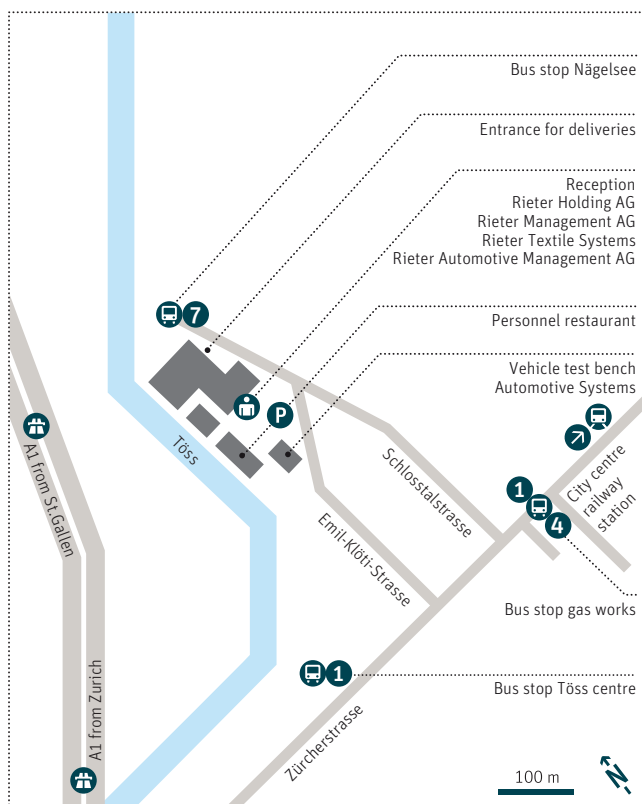 Bus stop Nägelsee
Entrance for deliveries
Reception
Rieter Holding AG
Rieter Management AG
Rieter Textile Systems
Rieter Automotive Management AG
7
Personnel restaurant
Vehicle test bench
Automotive Systems
P
A1 from St.Gallen
Töss
Schlosstalstrasse
City centre
railway
station
1
4
Emil-Klöti-Strasse
Bus stop gas works
1
Bus stop Töss centre
A1 from Zurich
Zürcherstrasse
100 m
N